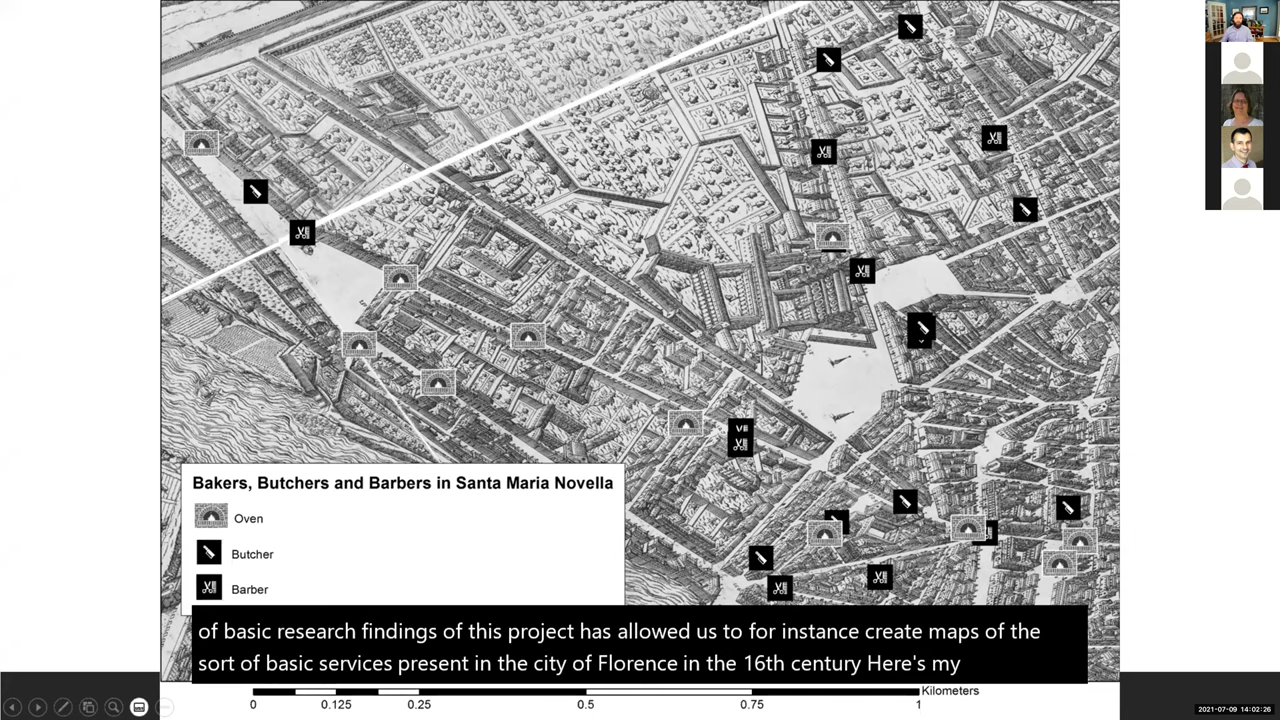 Bakers, Butchers and Barbers in Santa Maria Novella
Oven
Butcher
Barber
of basic research findings of this project has allowed us to for instance create maps of the
sort of basic services present in the city of Florence in the 16th century Here's my
Kilometers
0 0.125 0.25 0.5 0.75 1
2021-07-09 14:02:26